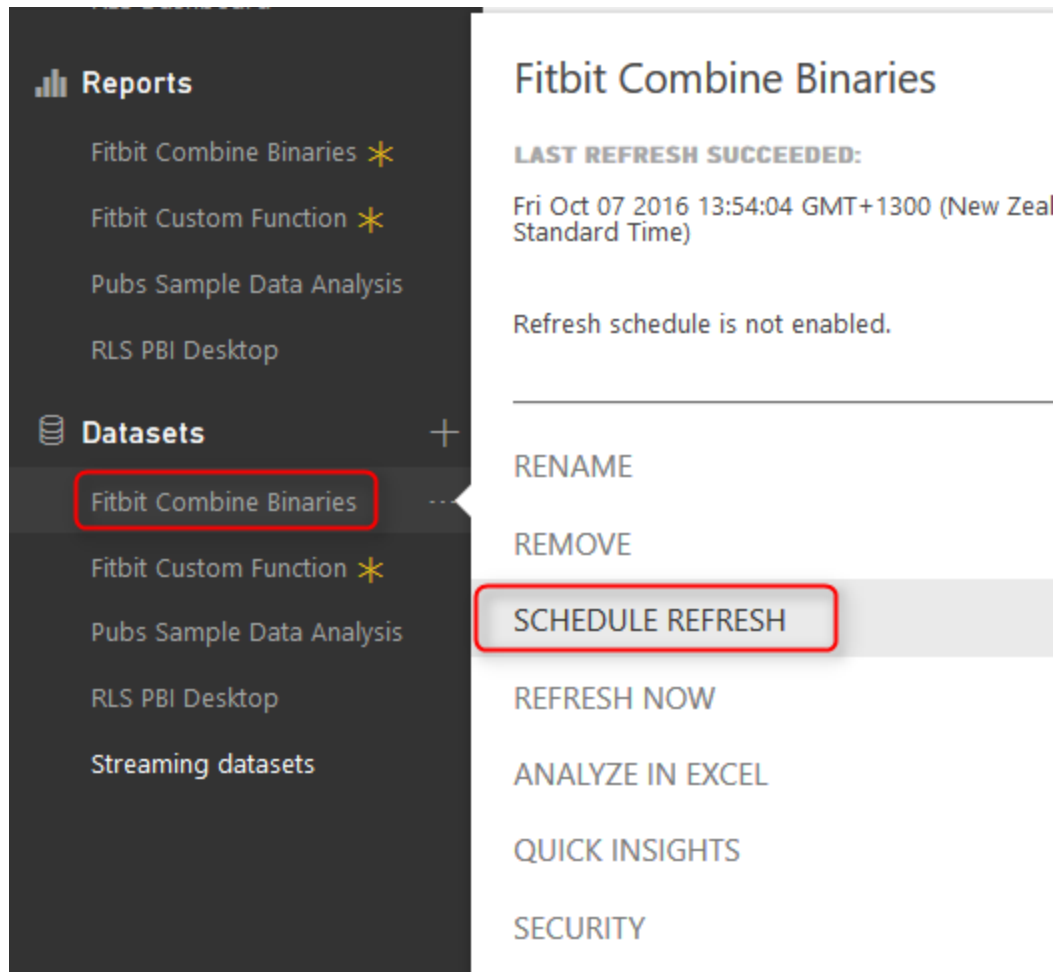 Reports
Fitbit Combine Binaries
Fitbit Custom Function
Pubs Sample Data Analysis
RLS PBI Desktop
Datasets
Fitbit Combine Binaries
Fitbit Custom Function
Pubs Sample Data Analysis
RLS PBI Desktop
Streaming datasets
Fitbit Combine Binaries
LAST REFRESH SUCCEEDED:
Fri Oct 07 2016 13:54:04 GMT+1300 (New Zeal
Standard Time)
Refresh schedule is not enabled.
RENAME
REMOVE
SCHEDULE REFRESH
REFRESH NOW
ANALYZE IN EXCEL
QUICK INSIGHTS
SECURITY